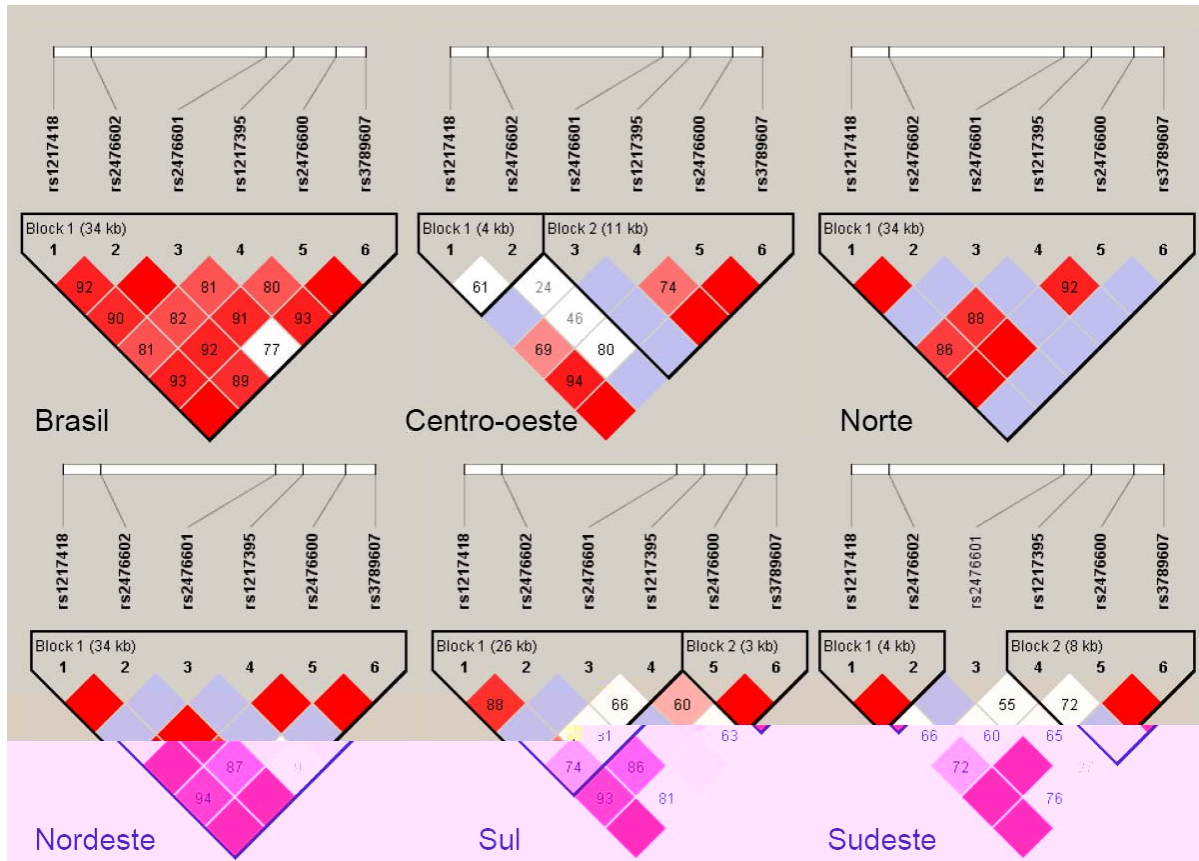 rs1217418 rs2476602 rs2476601 rs1217395 rs2476600 rs3789607
rs1217418 rs2476602 rs2476601 rs1217395 rs2476600 rs3789607
rs1217418 rs2476602 rs2476601 rs1217395 rs2476600 rs3789607
Block 1 (34 kb)
1 2 3 4 5 6
92 81 80
90 82 91 93
81 92 77
93 89
Brasil
Block 1 (4 kb) Block 2 (11 kb)
1 2 3 4 5 6
61 24 74
46
69 80
94
Centro-oeste
Block 1 (34 kb)
1 2 3 4 5 6
92
88
86
Norte
rs1217418 rs2476602 rs2476601 rs1217395 rs2476600 rs3789607
rs1217418 rs2476602 rs2476601 rs1217395 rs2476600 rs3789607
rs1217418 rs2476602 rs2476601 rs1217395 rs2476600 rs3789607
Block 1 (34 kb)
1 2 3 4 5 6
87
94
Nordeste
Block 1 (26 kb) Block 2 (3 kb)
1 2 3 4 5 6
88 66 60
63
74 86
93 81
Sul
Block 1 (4 kb) Block 2 (8 kb)
1 2 3 4 5 6
55 72
66 60 65
72
76
Sudeste